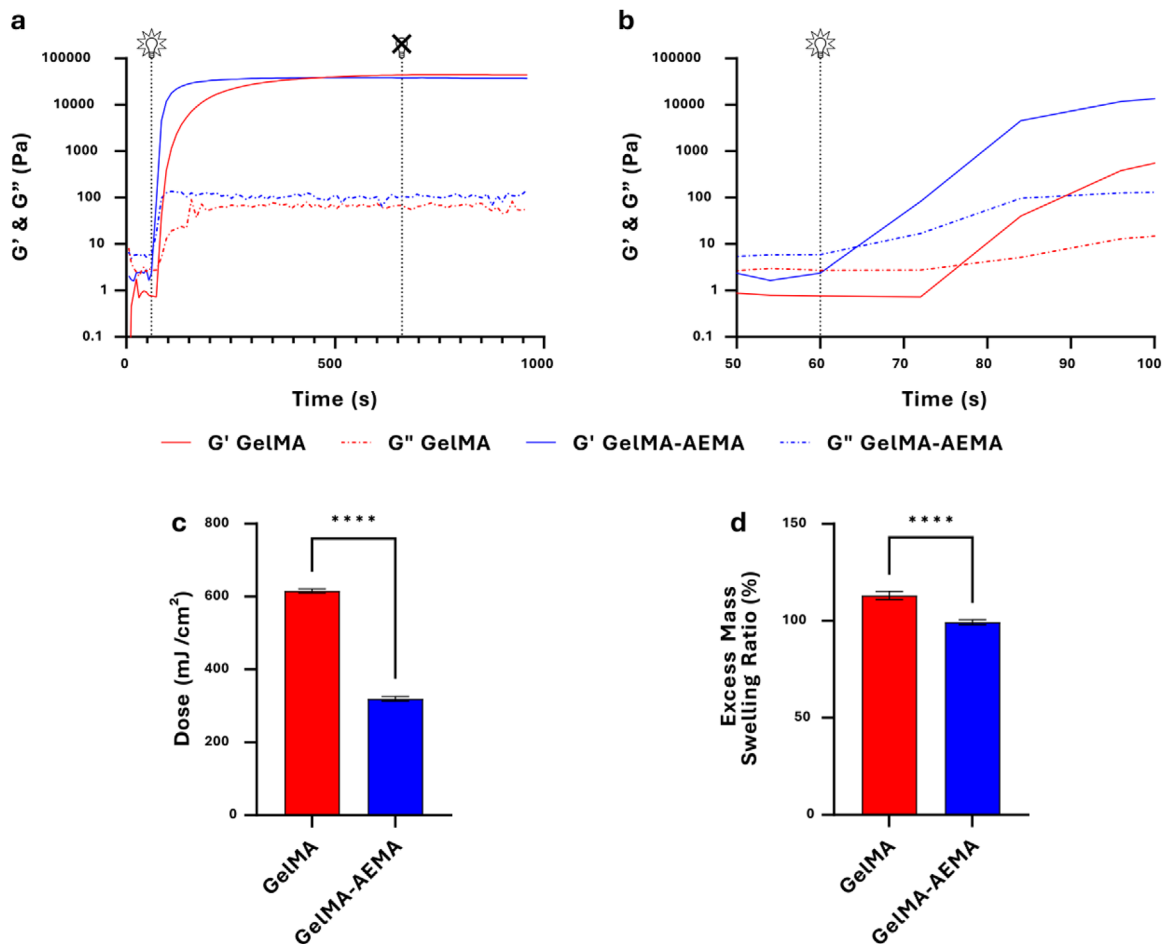 a
100000
10000
1000
100
10
1
0.1
G' & G" (Pa)
0
500
1000
Time (s)
b
100000
10000
1000
100
10
1
0.1
G' & G" (Pa)
50
60
70
80
90
100
Time (s)
G' GelMA
G" GelMA
G' GelMA-AEMA
G" GelMA-AEMA
c
800
600
400
200
0
Dose (mJ /cm²)
****
GelMA
GelMA-AEMA
d
150
100
50
0
Excess Mass
Swelling Ratio (%)
****
GelMA
GelMA-AEMA